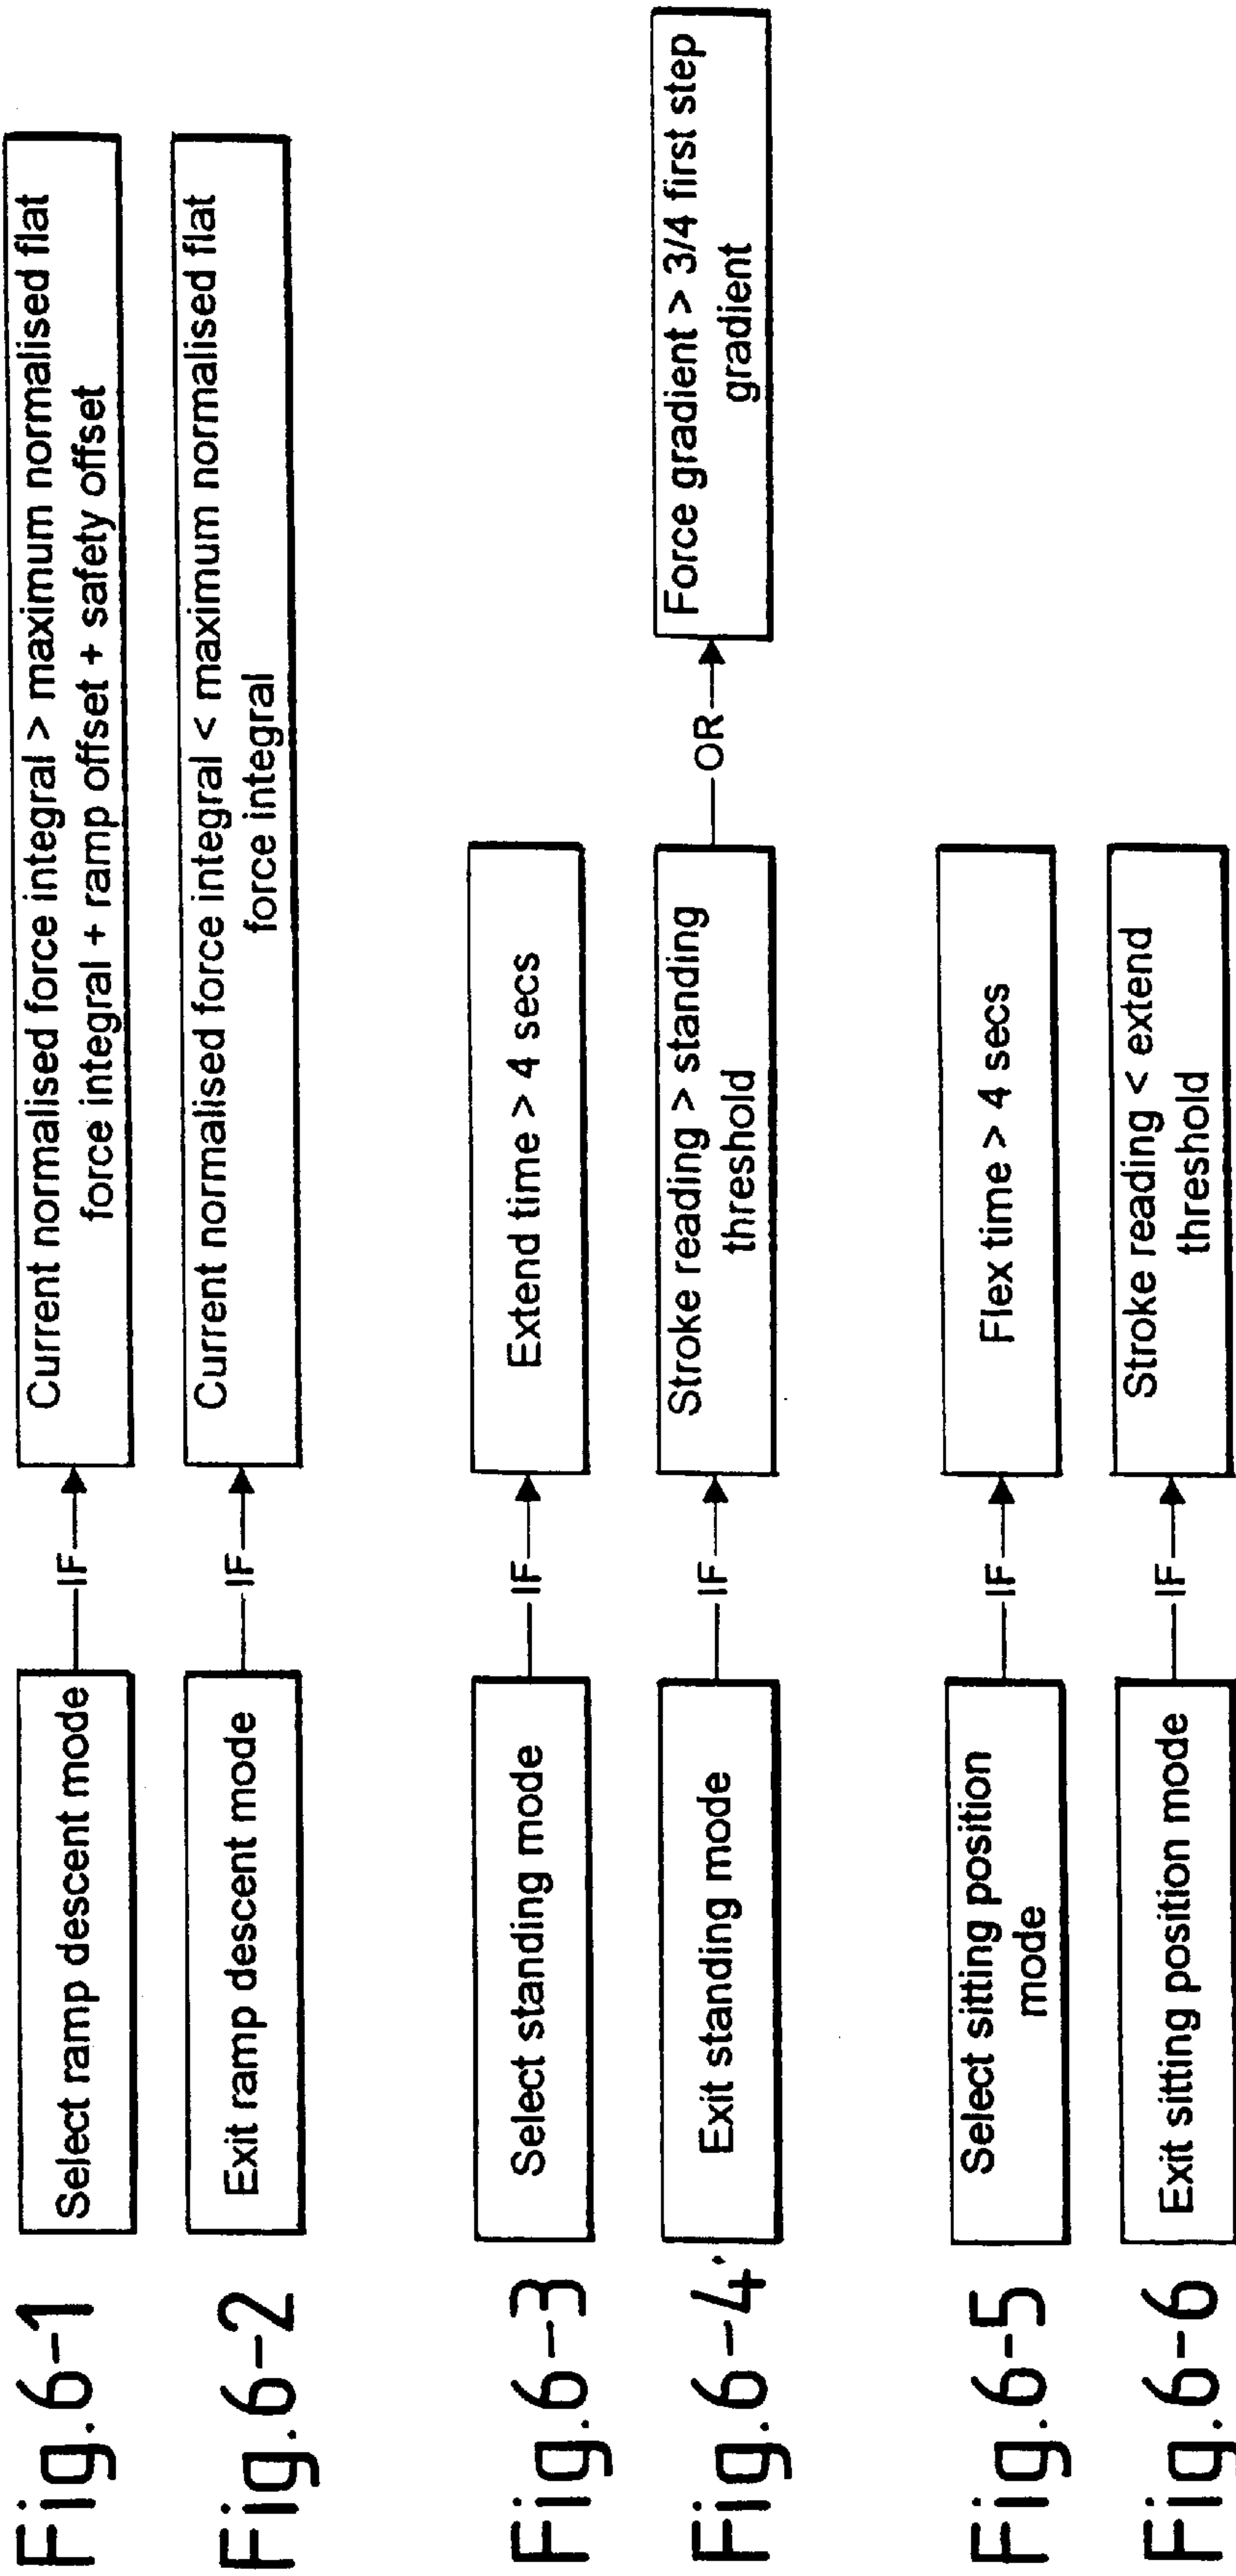 Fig.6-1
Select ramp descent mode
IF
Current normalised force integral > maximum normalised flat
force integral + ramp offset + safety offset
Fig.6-2
Exit ramp descent mode
IF
Current normalised force integral < maximum normalised flat
force integral
Fig.6-3
Select standing mode
IF
Extend time > 4 secs
Fig.6-4
Exit standing mode
IF
Stroke reading > standing
threshold
OR
Force gradient > 3/4 first step
gradient
Fig.6-5
Select sitting position
mode
IF
Flex time > 4 secs
Fig.6-6
Exit sitting position mode
IF
Stroke reading < extend
threshold